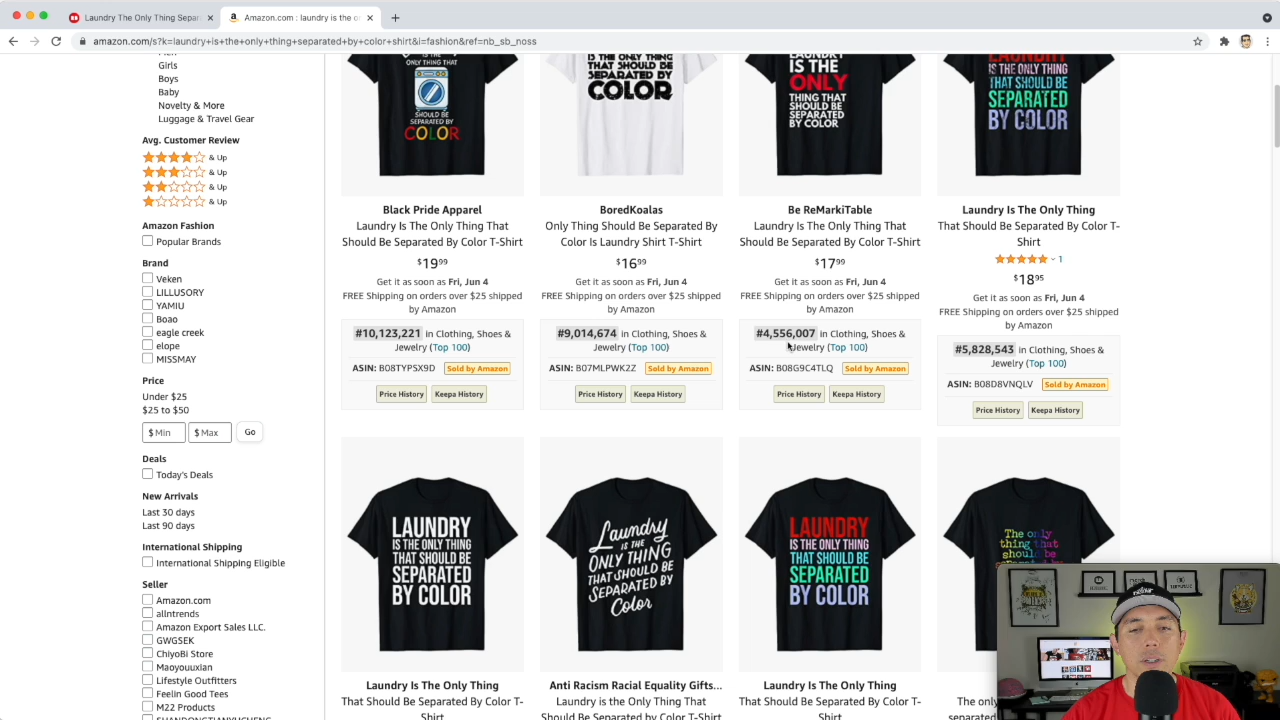 Laundry The Only Thing Separ
Amazon.com : laundry is the o
amazon.com/s?k=laundry+is+the+only+thing+separated+by+color+shirt&i=fashion&ref=nb_sb_noss
Girls
Boys
Baby
Novelty & More
Luggage & Travel Gear
Avg. Customer Review
& Up
& Up
& Up
& Up
Amazon Fashion
Popular Brands
Brand
Veken
LILLUSORY
YAMIU
Boao
eagle creek
elope
MISSMAY
Price
Under $25
$25 to $50
$ Min $ Max Go
Deals
Today's Deals
New Arrivals
Last 30 days
Last 90 days
International Shipping
International Shipping Eligible
Seller
Amazon.com
allntrends
Amazon Export Sales LLC.
GWGSEK
ChiyoBi Store
Maoyouuxian
Lifestyle Outfitters
Feelin Good Tees
M22 Products
THE ONLY THING THAT
SHOULD BE
SEPARATED BY
COLOR
Black Pride Apparel
Laundry Is The Only Thing That
Should Be Separated By Color T-Shirt
$19.99
Get it as soon as Fri, Jun 4
FREE Shipping on orders over $25 shipped
by Amazon
#10,123,221 in Clothing, Shoes &
Jewelry (Top 100)
ASIN: B08TYPSX9D Sold by Amazon
Price History Keepa History
THE ONLY THING
THAT SHOULD BE
SEPARATED BY
COLOR
BoredKoalas
Only Thing Should Be Separated By
Color Is Laundry Shirt T-Shirt
$16.99
Get it as soon as Fri, Jun 4
FREE Shipping on orders over $25 shipped
by Amazon
#9,014,674 in Clothing, Shoes &
Jewelry (Top 100)
ASIN: B07MLPWK2Z Sold by Amazon
Price History Keepa History
IS THE
ONLY
THING THAT
SHOULD BE
SEPARATED
BY COLOR
Be ReMarkiTable
Laundry Is The Only Thing That
Should Be Separated By Color T-Shirt
$17.99
Get it as soon as Fri, Jun 4
FREE Shipping on orders over $25 shipped
by Amazon
#4,556,007 in Clothing, Shoes &
Jewelry (Top 100)
ASIN: B08G9C4TLQ Sold by Amazon
Price History Keepa History
LAUNDRY
IS THE ONLY THING
THAT SHOULD BE
SEPARATED
BY COLOR
Laundry Is The Only Thing
That Should Be Separated By Color T-
Shirt
1
$18.95
Get it as soon as Fri, Jun 4
FREE Shipping on orders over $25 shipped
by Amazon
#5,828,543 in Clothing, Shoes &
Jewelry (Top 100)
ASIN: B08D8VNQLV Sold by Amazon
Price History Keepa History
LAUNDRY
IS THE ONLY THING
THAT SHOULD BE
SEPARATED
BY COLOR
Laundry Is The Only Thing
That Should Be Separated By Color T-
Shirt
Laundry
IS THE
ONLY THING
THAT SHOULD BE
SEPARATED BY
Color
Anti Racism Racial Equality Gifts...
Laundry is the Only Thing That
Should Be Separated By Color T-
LAUNDRY
IS THE ONLY THING
THAT SHOULD BE
SEPARATED
BY COLOR
Laundry Is The Only Thing
That Should Be Separated By Color T-
Shirt
The only
thing that
should be